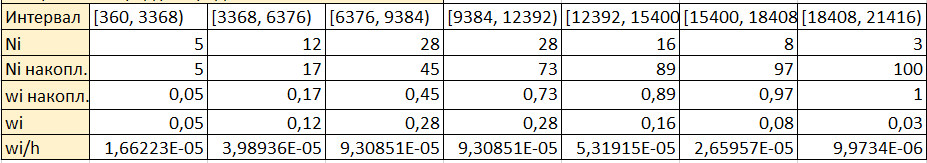 Интервал [360, 3368) [3368, 6376) [6376, 9384) [9384, 12392) [12392, 15400 [15400, 18408 [18408, 21416)
Ni 5 12 28 28 16 8 3
Ni накопл. 5 17 45 73 89 97 100
wi накопл. 0,05 0,17 0,45 0,73 0,89 0,97 1
wi 0,05 0,12 0,28 0,28 0,16 0,08 0,03
wi/h 1,66223E-05 3,98936E-05 9,30851E-05 9,30851E-05 5,31915E-05 2,65957E-05 9,9734E-06